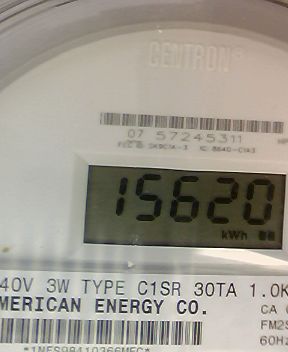 CENTRON®
07 57245311
15620
kWh
40V 3W TYPE C1SR 30TA 1.0K
MERICAN ENERGY CO.
CA
FM2S
60Hz